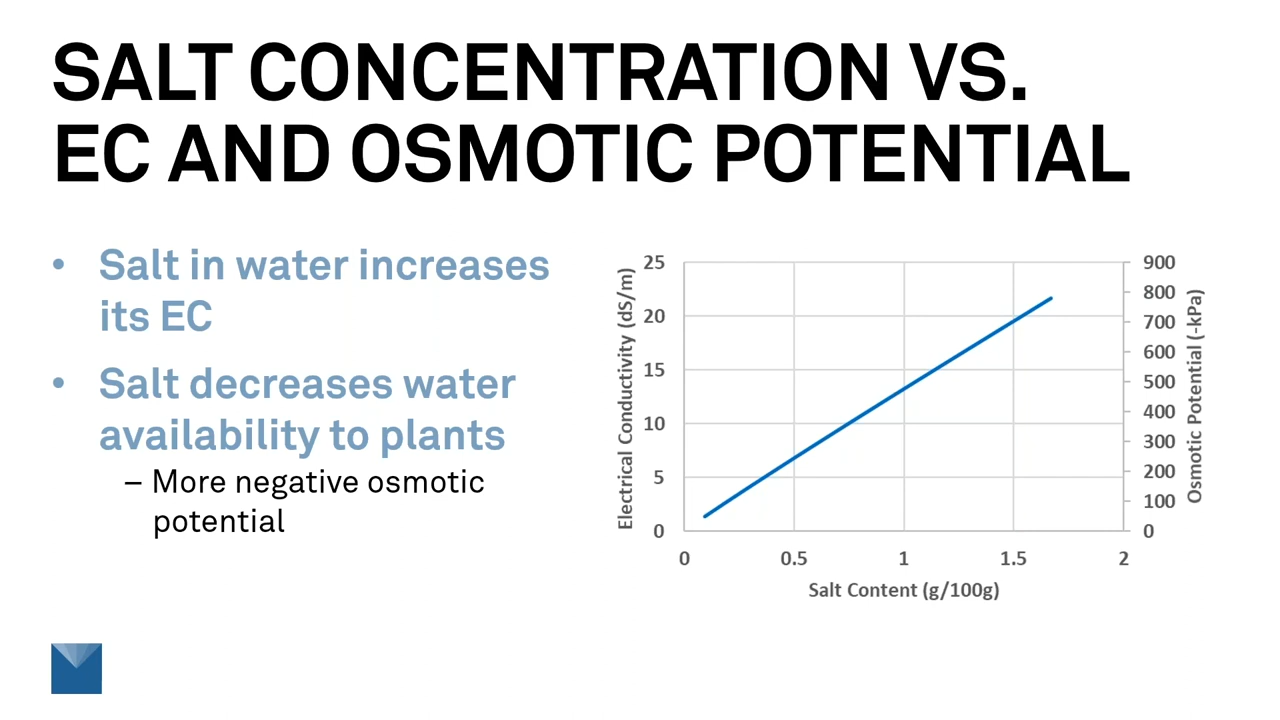 SALT CONCENTRATION VS.
EC AND OSMOTIC POTENTIAL
• Salt in water increases
its EC
• Salt decreases water
availability to plants
– More negative osmotic
potential
Electrical Conductivity (dS/m)
25
20
15
10
5
0
0 0.5 1 1.5 2
Salt Content (g/100g)
900
800
700
600
500
400
300
200
100
0
Osmotic Potential (-kPa)